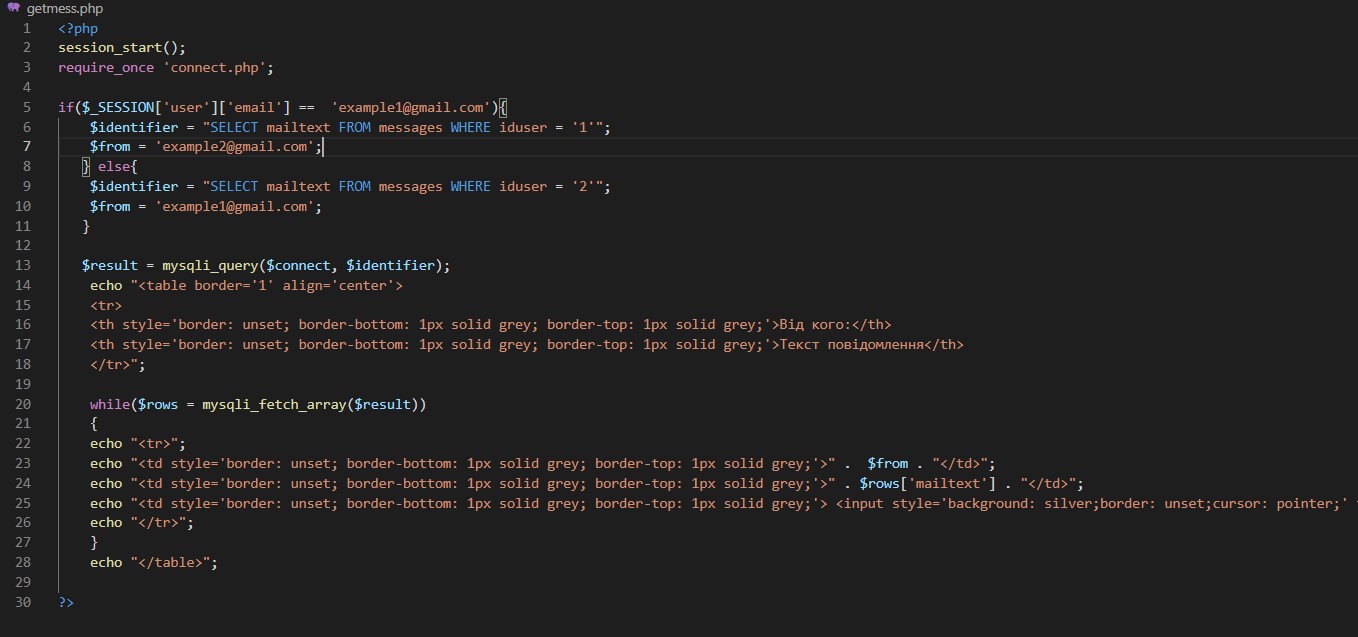 getmess.php
1 <?php
2 session_start();
3 require_once 'connect.php';
4
5 if($_SESSION['user']['email'] ==  'example1@gmail.com'){
6 $identifier = "SELECT mailtext FROM messages WHERE iduser = '1'";
7 $from = 'example2@gmail.com';
8 } else{
9 $identifier = "SELECT mailtext FROM messages WHERE iduser = '2'";
10 $from = 'example1@gmail.com';
11 }
12
13 $result = mysqli_query($connect, $identifier);
14 echo "<table border='1' align='center'>
15 <tr>
16 <th style='border: unset; border-bottom: 1px solid grey; border-top: 1px solid grey;'>Від кого:</th>
17 <th style='border: unset; border-bottom: 1px solid grey; border-top: 1px solid grey;'>Текст повідомлення</th>
18 </tr>";
19
20 while($rows = mysqli_fetch_array($result))
21 {
22 echo "<tr>";
23 echo "<td style='border: unset; border-bottom: 1px solid grey; border-top: 1px solid grey;'>" .  $from . "</td>";
24 echo "<td style='border: unset; border-bottom: 1px solid grey; border-top: 1px solid grey;'>" . $rows['mailtext'] . "</td>";
25 echo "<td style='border: unset; border-bottom: 1px solid grey; border-top: 1px solid grey;'> <input style='background: silver;border: unset;cursor: pointer;'
26 echo "</tr>";
27 }
28 echo "</table>";
29
30 ?>